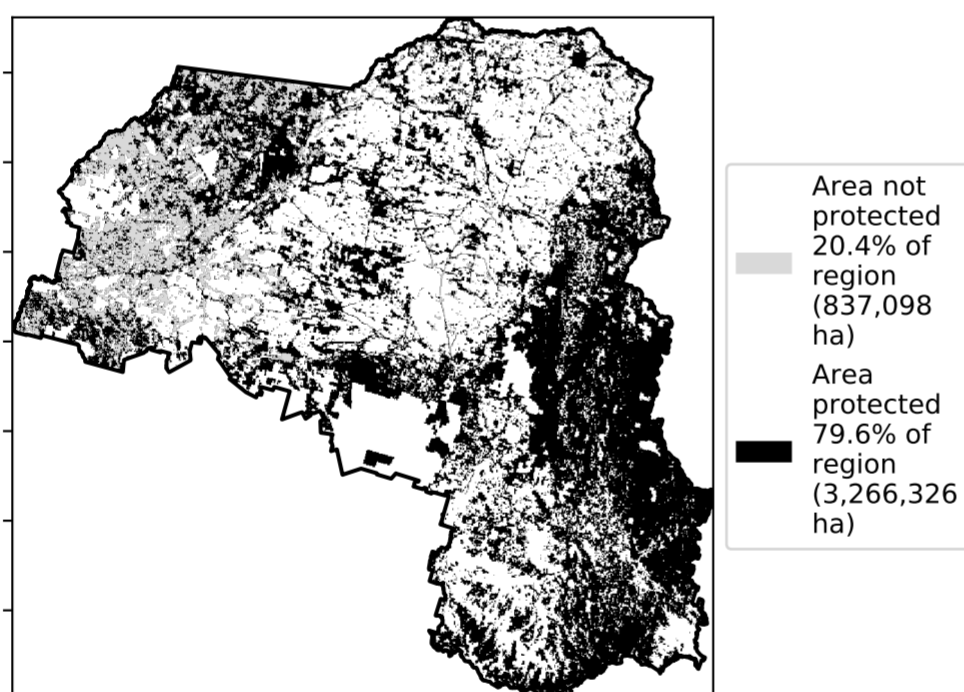 Area not
protected
20.4% of
region
(837,098
ha)
Area
protected
79.6% of
region
(3,266,326
ha)